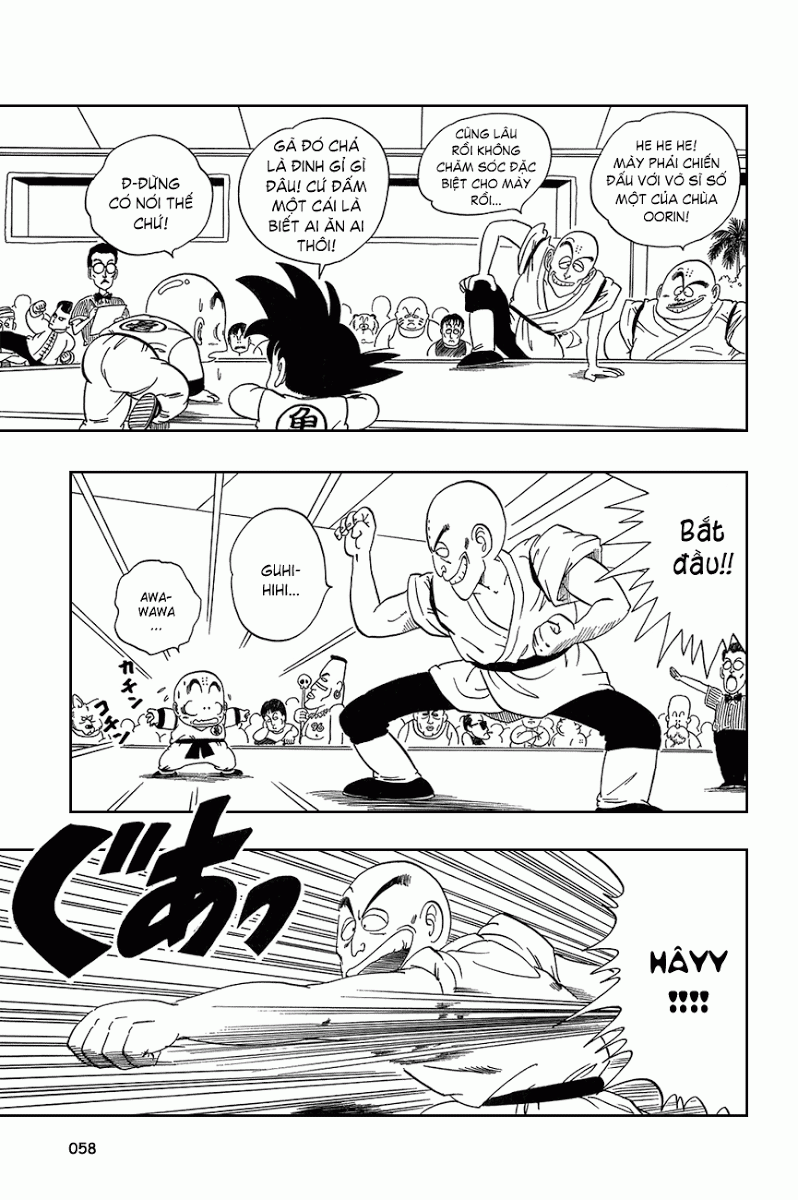 HE HE HE!
MÀY PHẢI CHIẾN
ĐẤU VỚI VÕ SĨ SỐ
MỘT CỦA CHÙA
OORIN!
CŨNG LÂU
RỒI KHÔNG
CHĂM SÓC ĐẶC
BIỆT CHO MÀY
RỒI...
GÃ ĐÓ CHẢ
LÀ ĐINH GỈ GÌ
ĐÂU! CỨ ĐẤM
MỘT CÁI LÀ
BIẾT AI ĂN AI
THÔI!
Đ-ĐỪNG
CÓ NÓI THẾ
CHỨ!
亀
Bắt
đầu!!
GUHI-
HIHI...
AWA-
WAWA
...
カチン
コチン
HÂYY
!!!!
ぐあっ
058